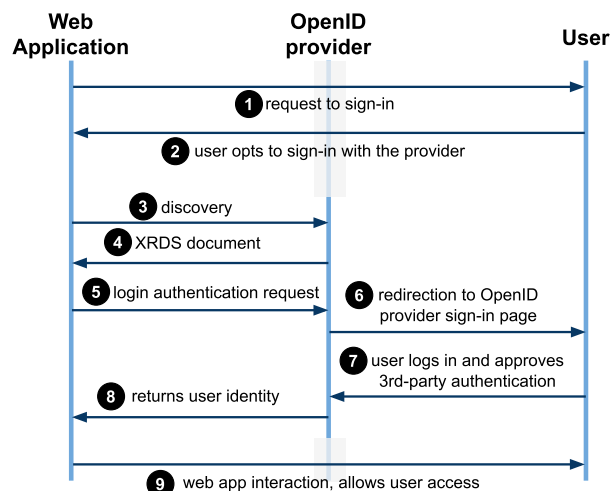 Web
Application
OpenID
provider
User
1 request to sign-in
2 user opts to sign-in with the provider
3 discovery
4 XRDS document
5 login authentication request
6 redirection to OpenID
provider sign-in page
7 user logs in and approves
3rd-party authentication
8 returns user identity
9 web app interaction, allows user access